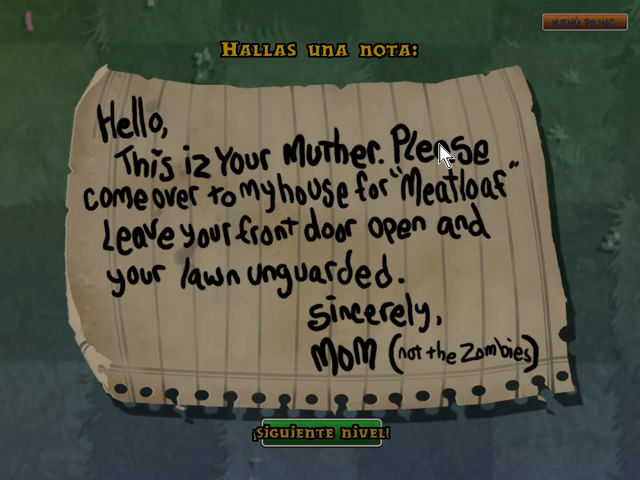 MENÚ PRINC.
HALLAS UNA NOTA:
Hello,
This iz Your Muther. Please
come over to my house for "Meatloaf"
Leave your front door open and
your lawn unguarded.
sincerely,
MOM (not the Zombies)
¡SIGUIENTE NIVEL!